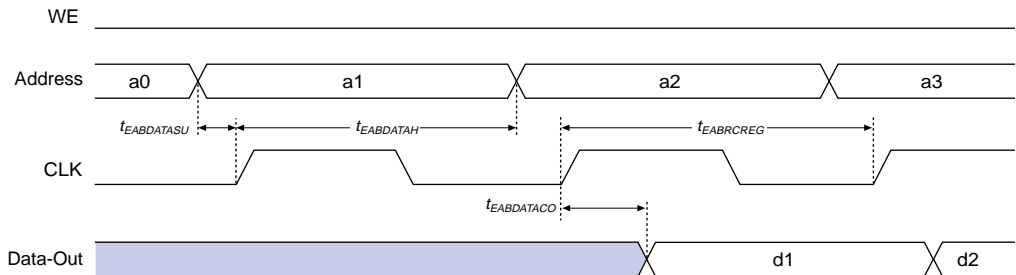 WE
Address a0 a1 a2 a3
tEABDATASU tEABDATAH tEABRCREG
CLK
tEABDATACO
Data-Out d1 d2